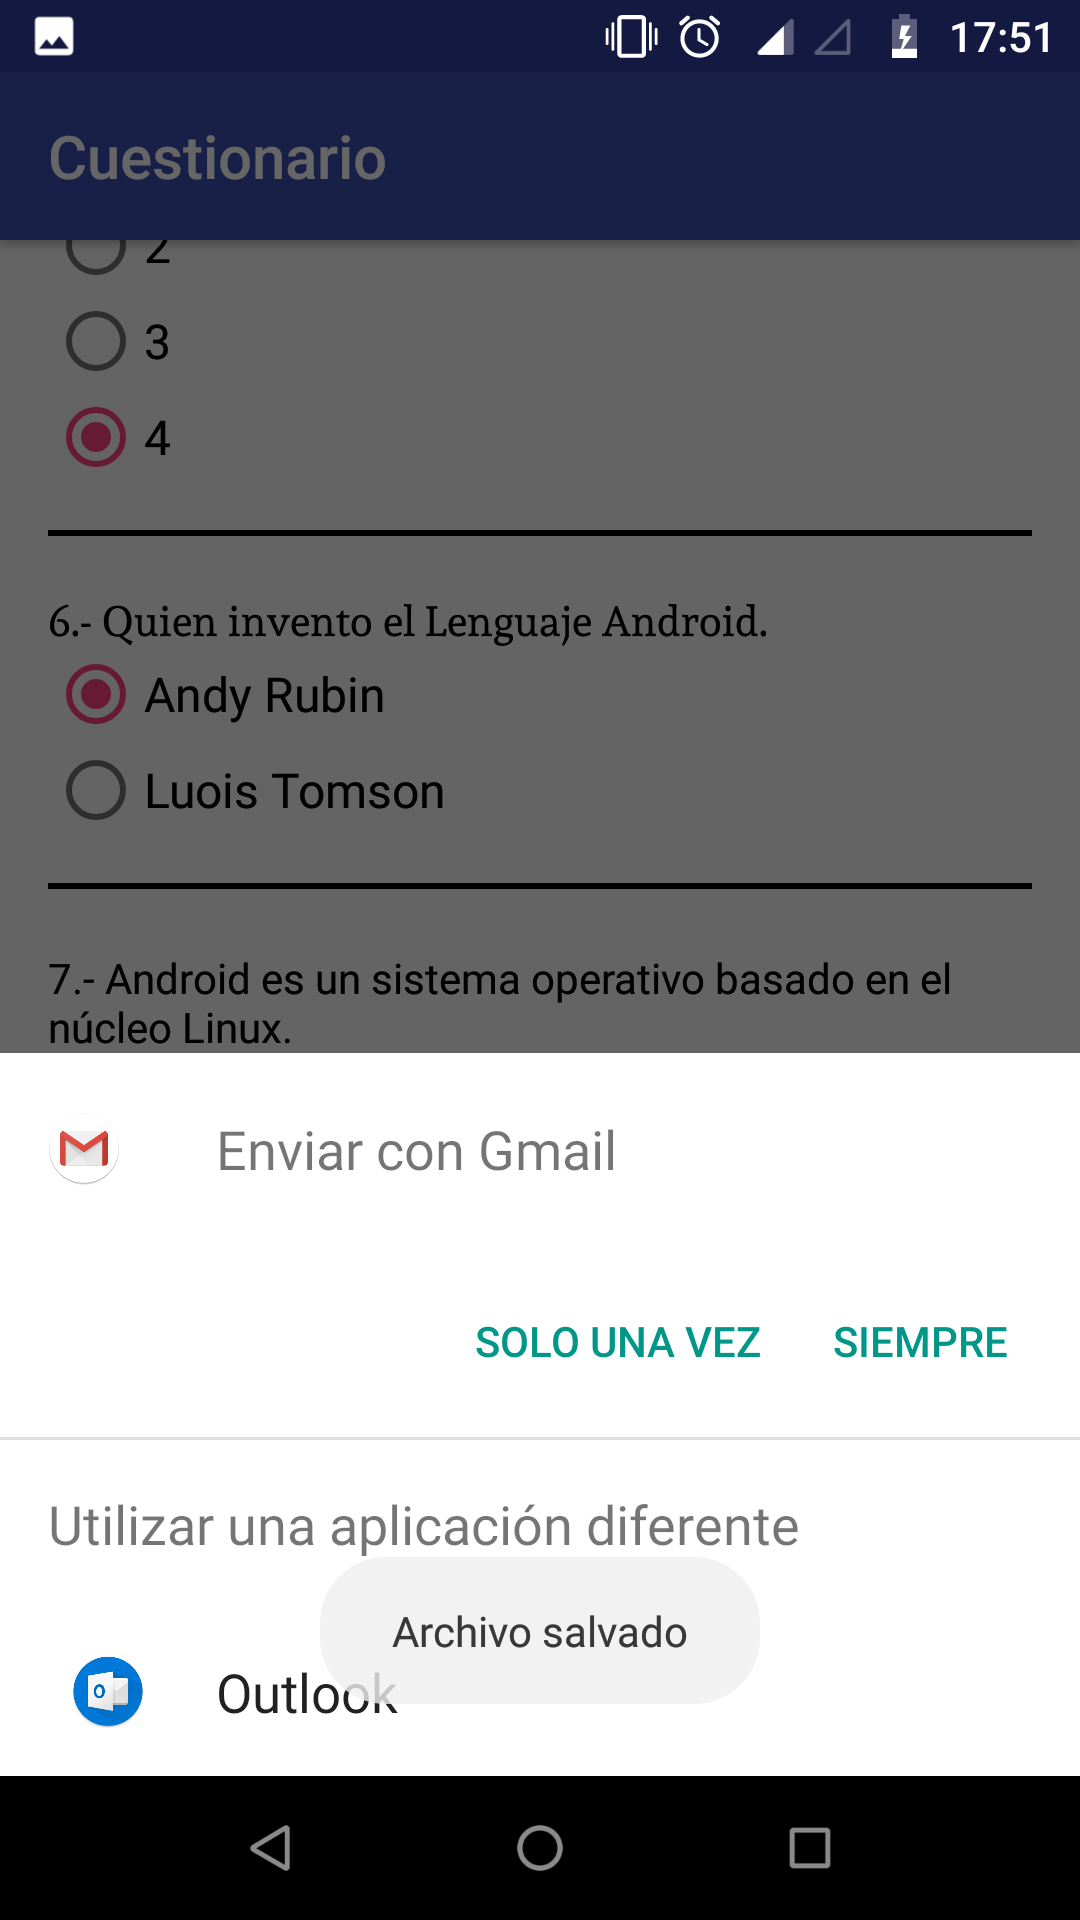 17:51
Cuestionario
2
3
4
6.- Quien invento el Lenguaje Android.
Andy Rubin
Luois Tomson
7.- Android es un sistema operativo basado en el
núcleo Linux.
Enviar con Gmail
SOLO UNA VEZ SIEMPRE
Utilizar una aplicación diferente
Archivo salvado
Outlook